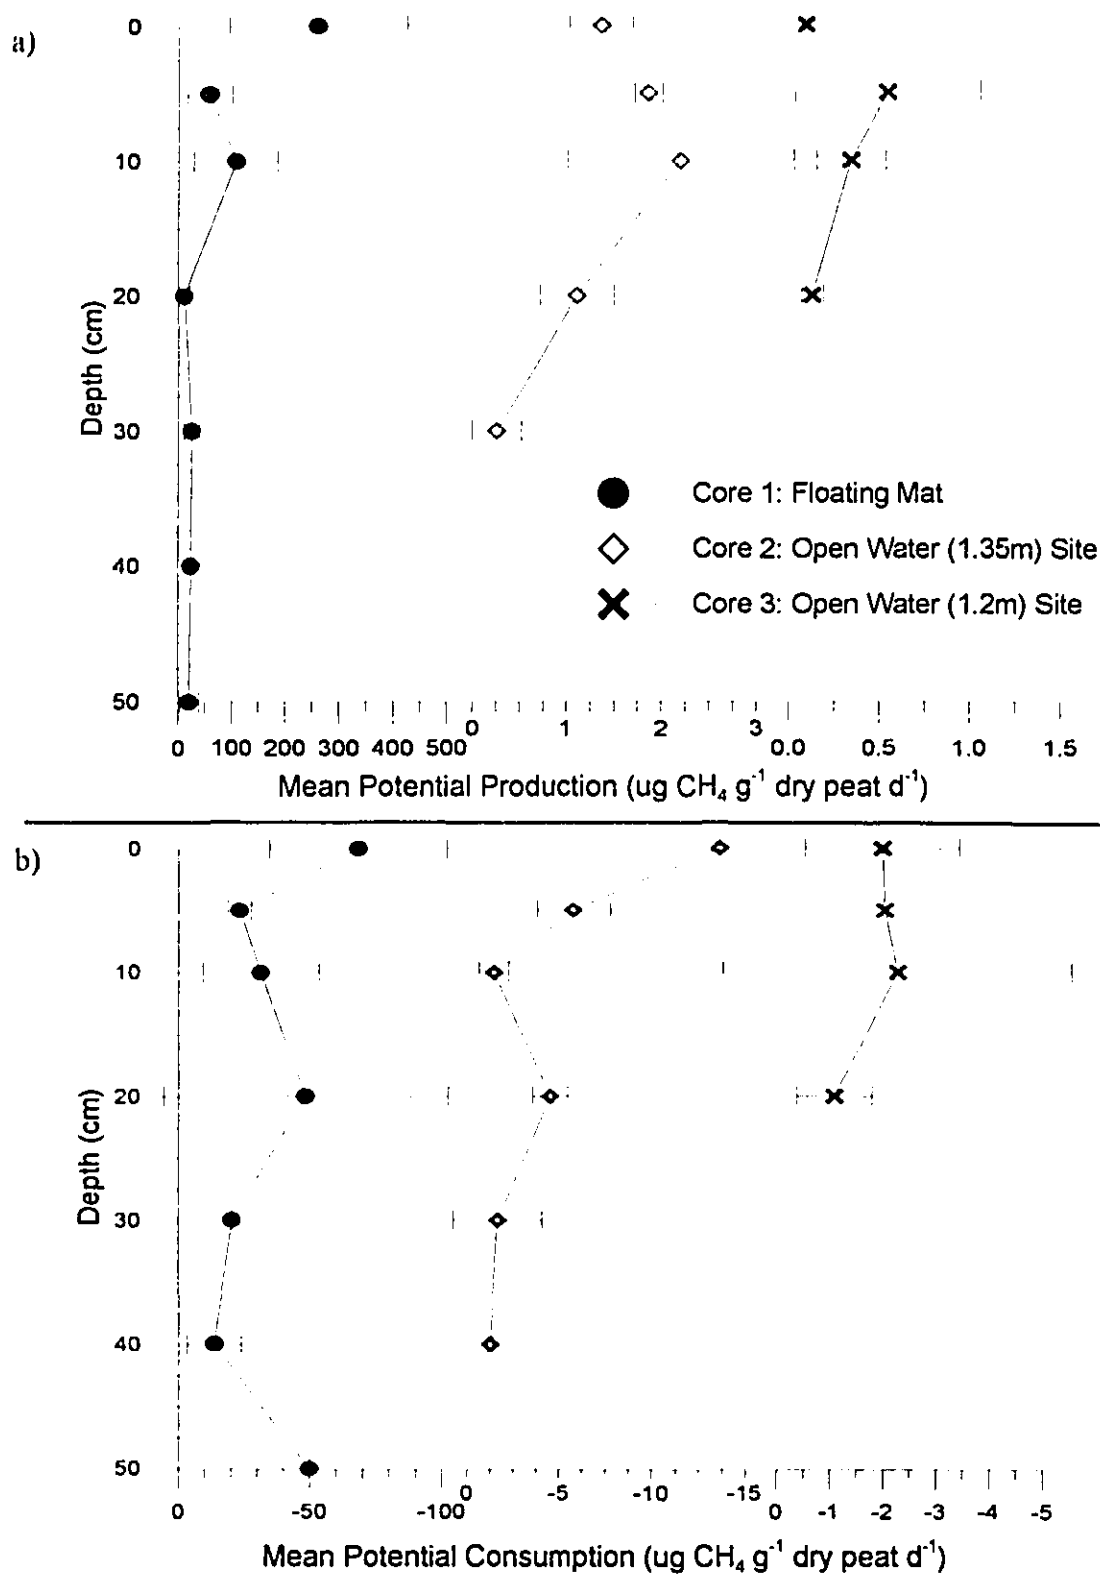 a)
0
10
20
30
40
50
Depth (cm)
Core 1: Floating Mat
Core 2: Open Water (1.35m) Site
Core 3: Open Water (1.2m) Site
0 1 2 3
0 100 200 300 400 500 0.0 0.5 1.0 1.5
Mean Potential Production (ug CH₄ g⁻¹ dry peat d⁻¹)
b)
0
10
20
30
40
50
Depth (cm)
0 -5 -10 -15
0 -50 -100 0 -1 -2 -3 -4 -5
Mean Potential Consumption (ug CH₄ g⁻¹ dry peat d⁻¹)